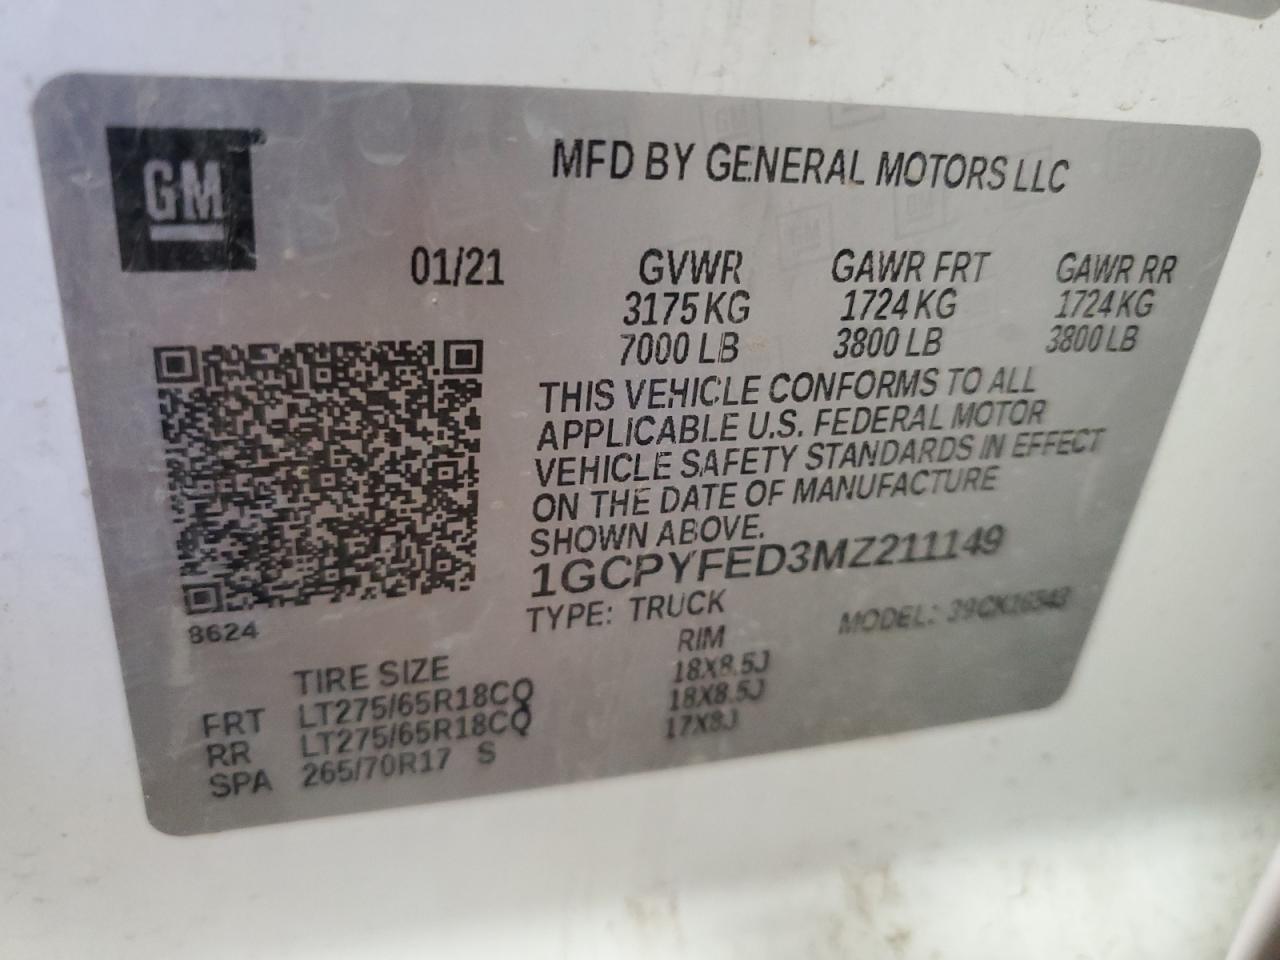 GM
MFD BY GENERAL MOTORS LLC
01/21 GVWR GAWR FRT GAWR RR
3175 KG 1724 KG 1724 KG
7000 LB 3800 LB 3800 LB
THIS VEHICLE CONFORMS TO ALL
APPLICABLE U.S. FEDERAL MOTOR
VEHICLE SAFETY STANDARDS IN EFFECT
ON THE DATE OF MANUFACTURE
SHOWN ABOVE.
1GCPYFED3MZ211149
TYPE: TRUCK MODEL:
8624
TIRE SIZE RIM
FRT LT275/65R18CQ 18X8.5J
RR LT275/65R18CQ 18X8.5J
SPA 265/70R17 S 17X8J